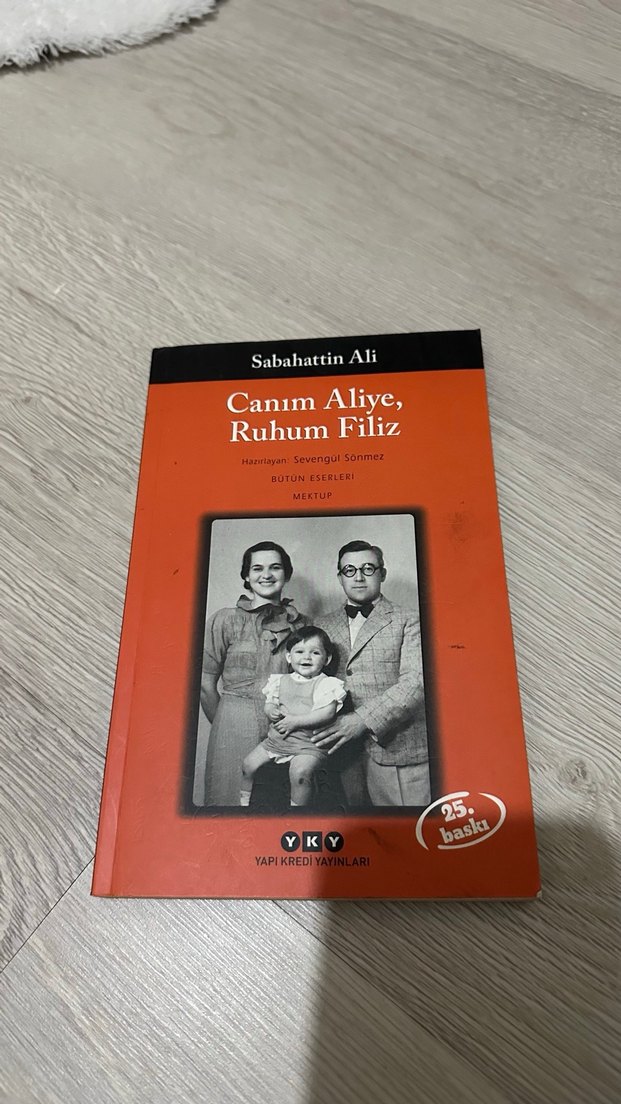 Sabahattin Ali
Canım Aliye,
Ruhum Filiz
Hazırlayan: Sevengül Sönmez
BÜTÜN ESERLERİ
MEKTUP
25.
baskı
YKY
YAPI KREDİ YAYINLARI